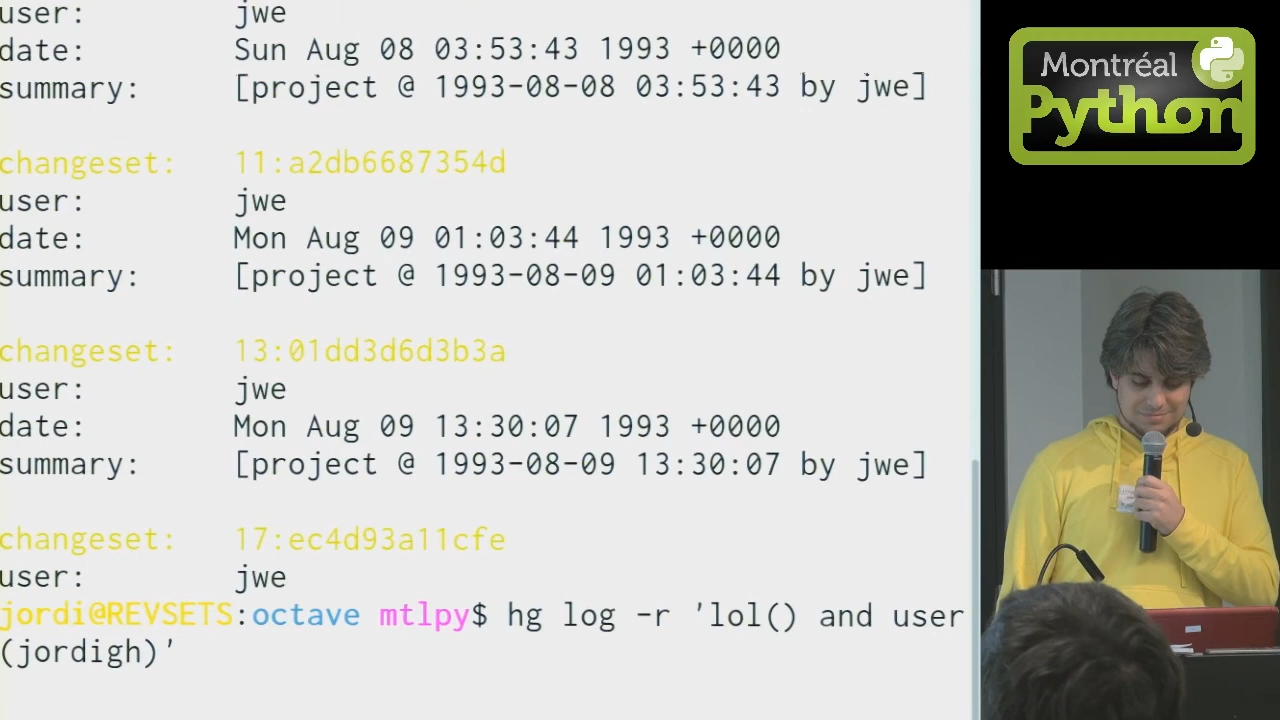 user: jwe
date: Sun Aug 08 03:53:43 1993 +0000
summary: [project @ 1993-08-08 03:53:43 by jwe]
changeset: 11:a2db6687354d
user: jwe
date: Mon Aug 09 01:03:44 1993 +0000
summary: [project @ 1993-08-09 01:03:44 by jwe]
changeset: 13:01dd3d6d3b3a
user: jwe
date: Mon Aug 09 13:30:07 1993 +0000
summary: [project @ 1993-08-09 13:30:07 by jwe]
changeset: 17:ec4d93a11cfe
user: jwe
jordi@REVSETS:octave mtlpy$ hg log -r 'lol() and user
(jordigh)'
Montréal
Python